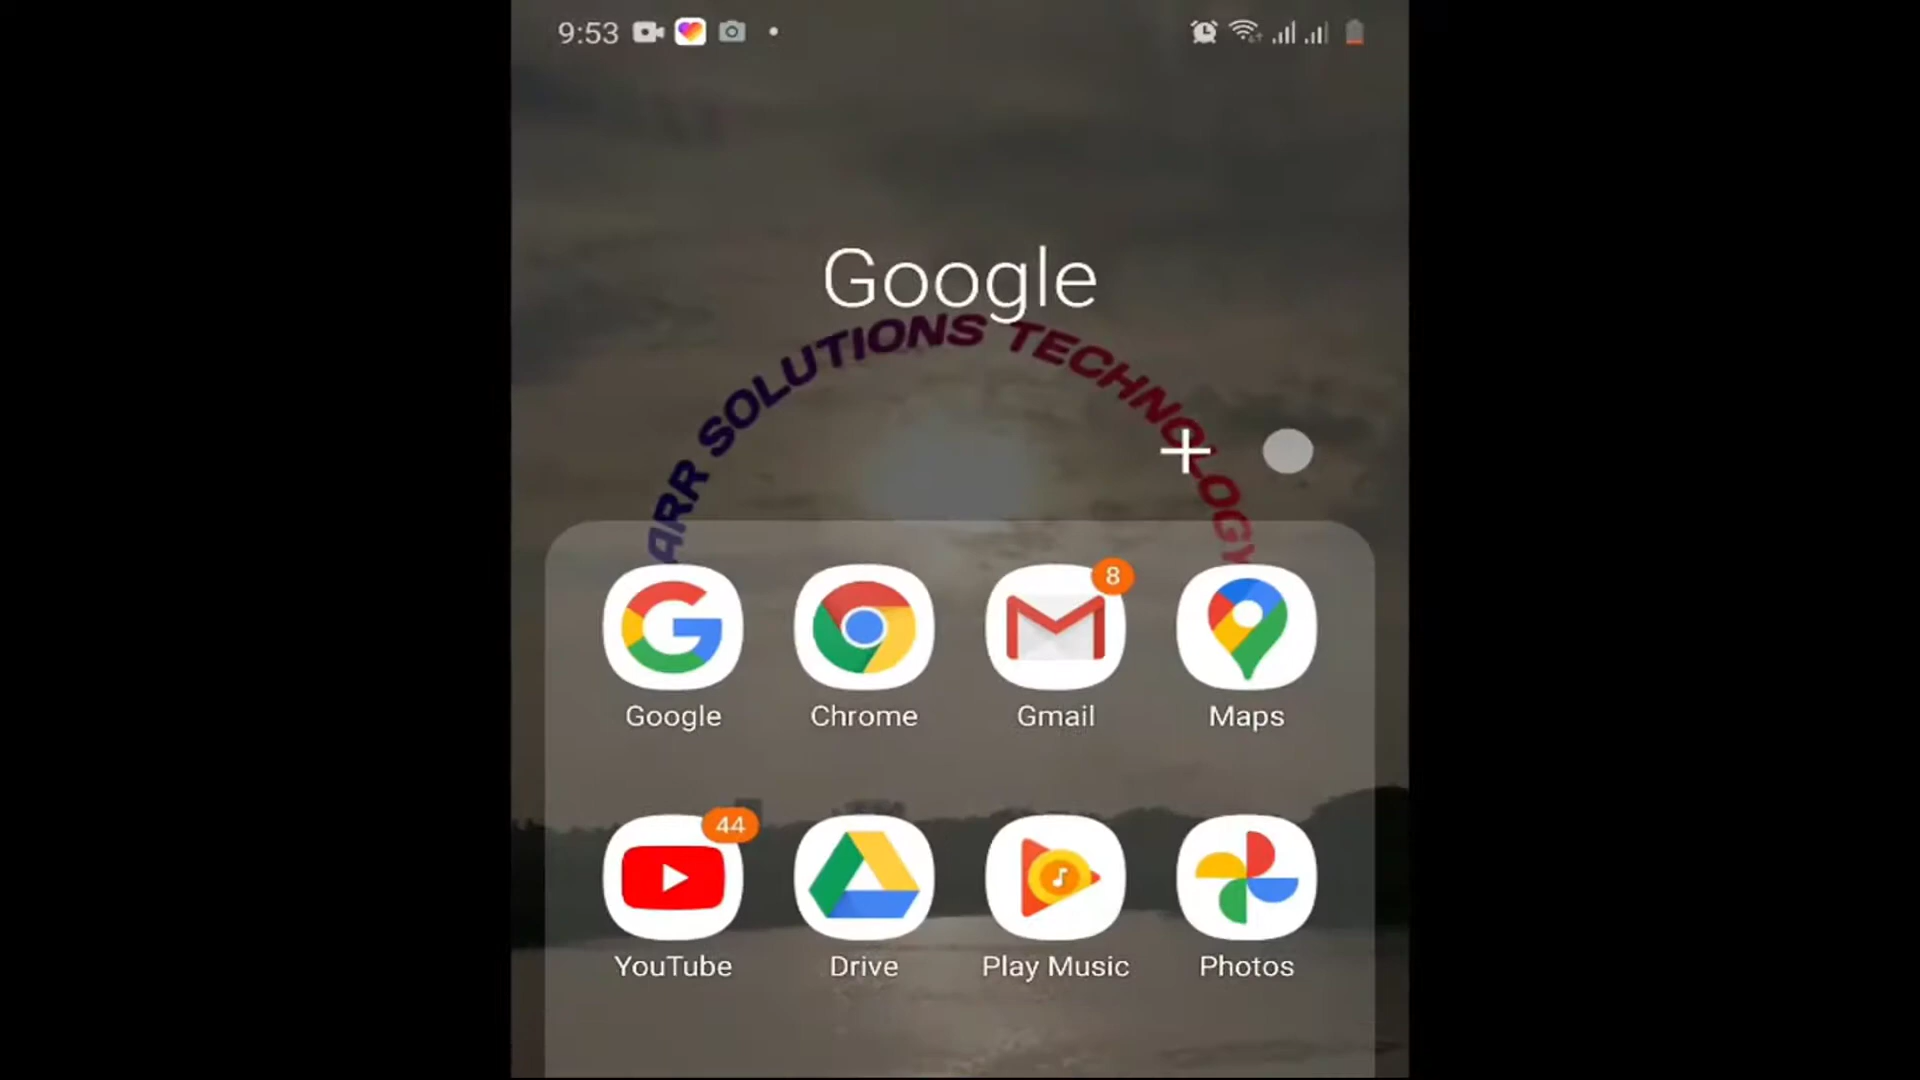 9:53
Google
ARR SOLUTIONS TECHNOLOGY
8
Google Chrome Gmail Maps
44
YouTube Drive Play Music Photos